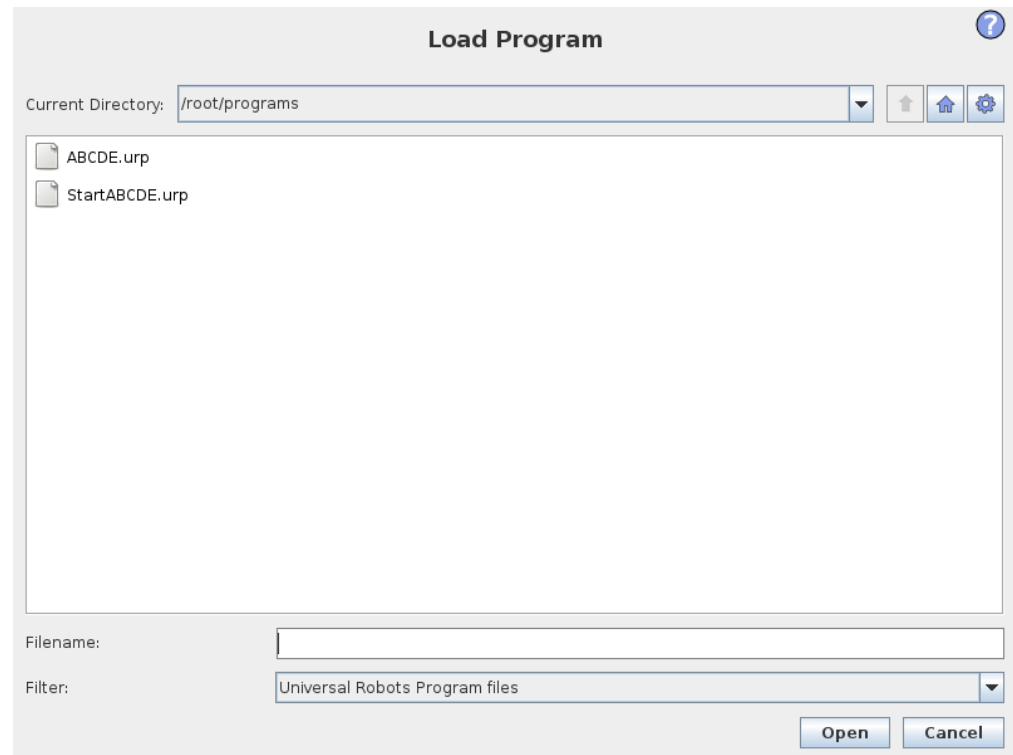 Load Program
?
Current Directory: /root/programs
ABCDE.urp
StartABCDE.urp
Filename:
Filter: Universal Robots Program files
Open Cancel